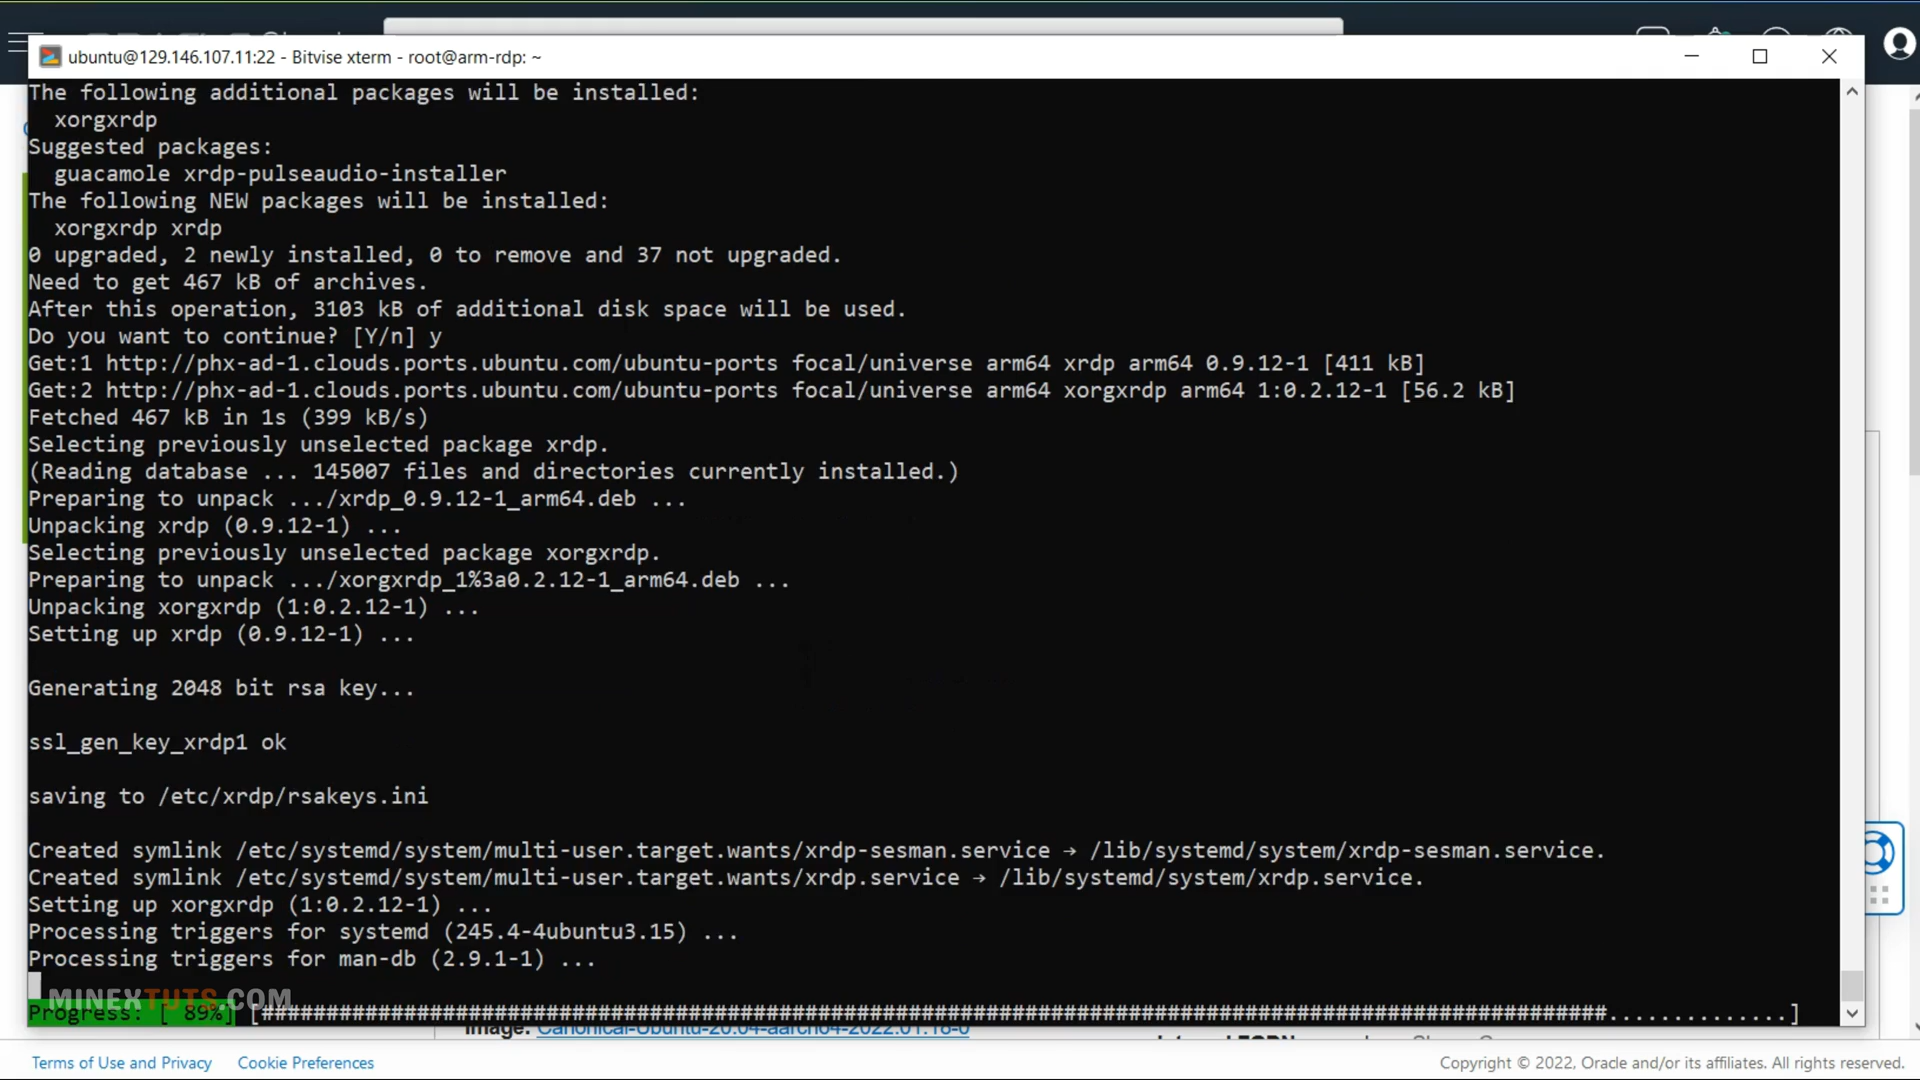 ubuntu@129.146.107.11:22 - Bitvise xterm - root@arm-rdp: ~
The following additional packages will be installed:
  xorgxrdp
Suggested packages:
  guacamole xrdp-pulseaudio-installer
The following NEW packages will be installed:
  xorgxrdp xrdp
0 upgraded, 2 newly installed, 0 to remove and 37 not upgraded.
Need to get 467 kB of archives.
After this operation, 3103 kB of additional disk space will be used.
Do you want to continue? [Y/n] y
Get:1 http://phx-ad-1.clouds.ports.ubuntu.com/ubuntu-ports focal/universe arm64 xrdp arm64 0.9.12-1 [411 kB]
Get:2 http://phx-ad-1.clouds.ports.ubuntu.com/ubuntu-ports focal/universe arm64 xorgxrdp arm64 1:0.2.12-1 [56.2 kB]
Fetched 467 kB in 1s (399 kB/s)
Selecting previously unselected package xrdp.
(Reading database ... 145007 files and directories currently installed.)
Preparing to unpack .../xrdp_0.9.12-1_arm64.deb ...
Unpacking xrdp (0.9.12-1) ...
Selecting previously unselected package xorgxrdp.
Preparing to unpack .../xorgxrdp_1%3a0.2.12-1_arm64.deb ...
Unpacking xorgxrdp (1:0.2.12-1) ...
Setting up xrdp (0.9.12-1) ...
Generating 2048 bit rsa key...
ssl_gen_key_xrdp1 ok
saving to /etc/xrdp/rsakeys.ini
Created symlink /etc/systemd/system/multi-user.target.wants/xrdp-sesman.service → /lib/systemd/system/xrdp-sesman.service.
Created symlink /etc/systemd/system/multi-user.target.wants/xrdp.service → /lib/systemd/system/xrdp.service.
Setting up xorgxrdp (1:0.2.12-1) ...
Processing triggers for systemd (245.4-4ubuntu3.15) ...
Processing triggers for man-db (2.9.1-1) ...
MINEXTUTS.COM
Progress: [ 89%] [########################################################################################################..............]
Image: Canonical-Ubuntu-20.04-aarch64-2022.01.18-0
Terms of Use and Privacy Cookie Preferences
Copyright © 2022, Oracle and/or its affiliates. All rights reserved.